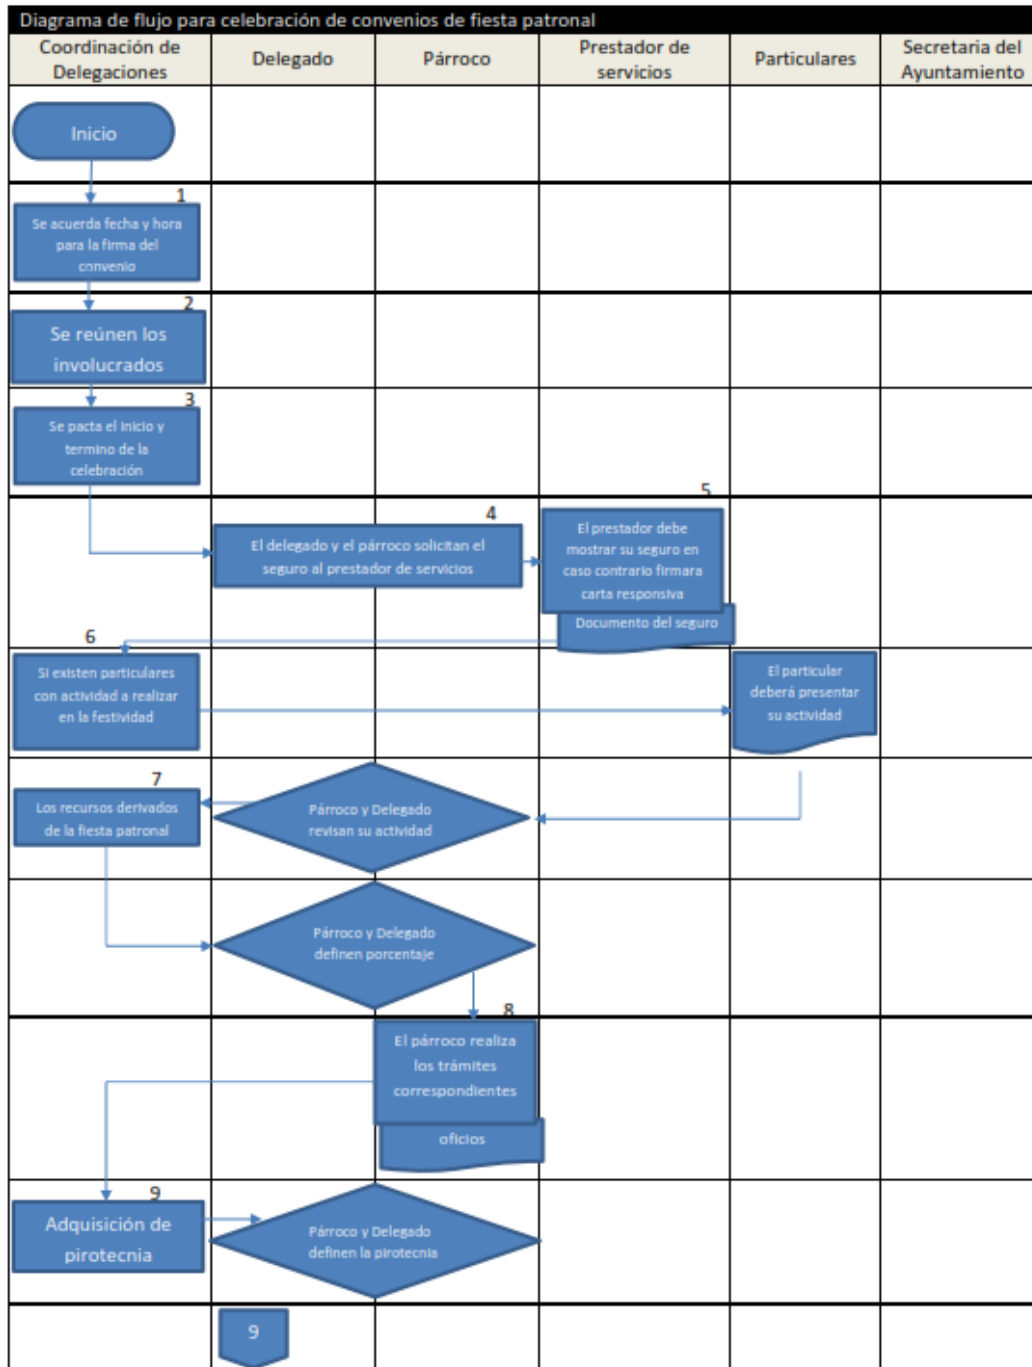 Diagrama de flujo para celebración de convenios de fiesta patronal
Coordinación de
Delegaciones
Delegado
Párroco
Prestador de
servicios
Particulares
Secretaria del
Ayuntamiento
Inicio
1
Se acuerda fecha y hora
para la firma del
convenio
2
Se reúnen los
involucrados
3
Se pacta el inicio y
termino de la
celebración
4
El delegado y el párroco solicitan el
seguro al prestador de servicios
5
El prestador debe
mostrar su seguro en
caso contrario firmara
carta responsiva
Documento del seguro
6
Si existen particulares
con actividad a realizar
en la festividad
El particular
deberá presentar
su actividad
7
Los recursos derivados
de la fiesta patronal
Párroco y Delegado
revisan su actividad
Párroco y Delegado
definen porcentaje
8
El párroco realiza
los trámites
correspondientes
oficios
9
Adquisición de
pirotecnia
Párroco y Delegado
definen la pirotecnia
9